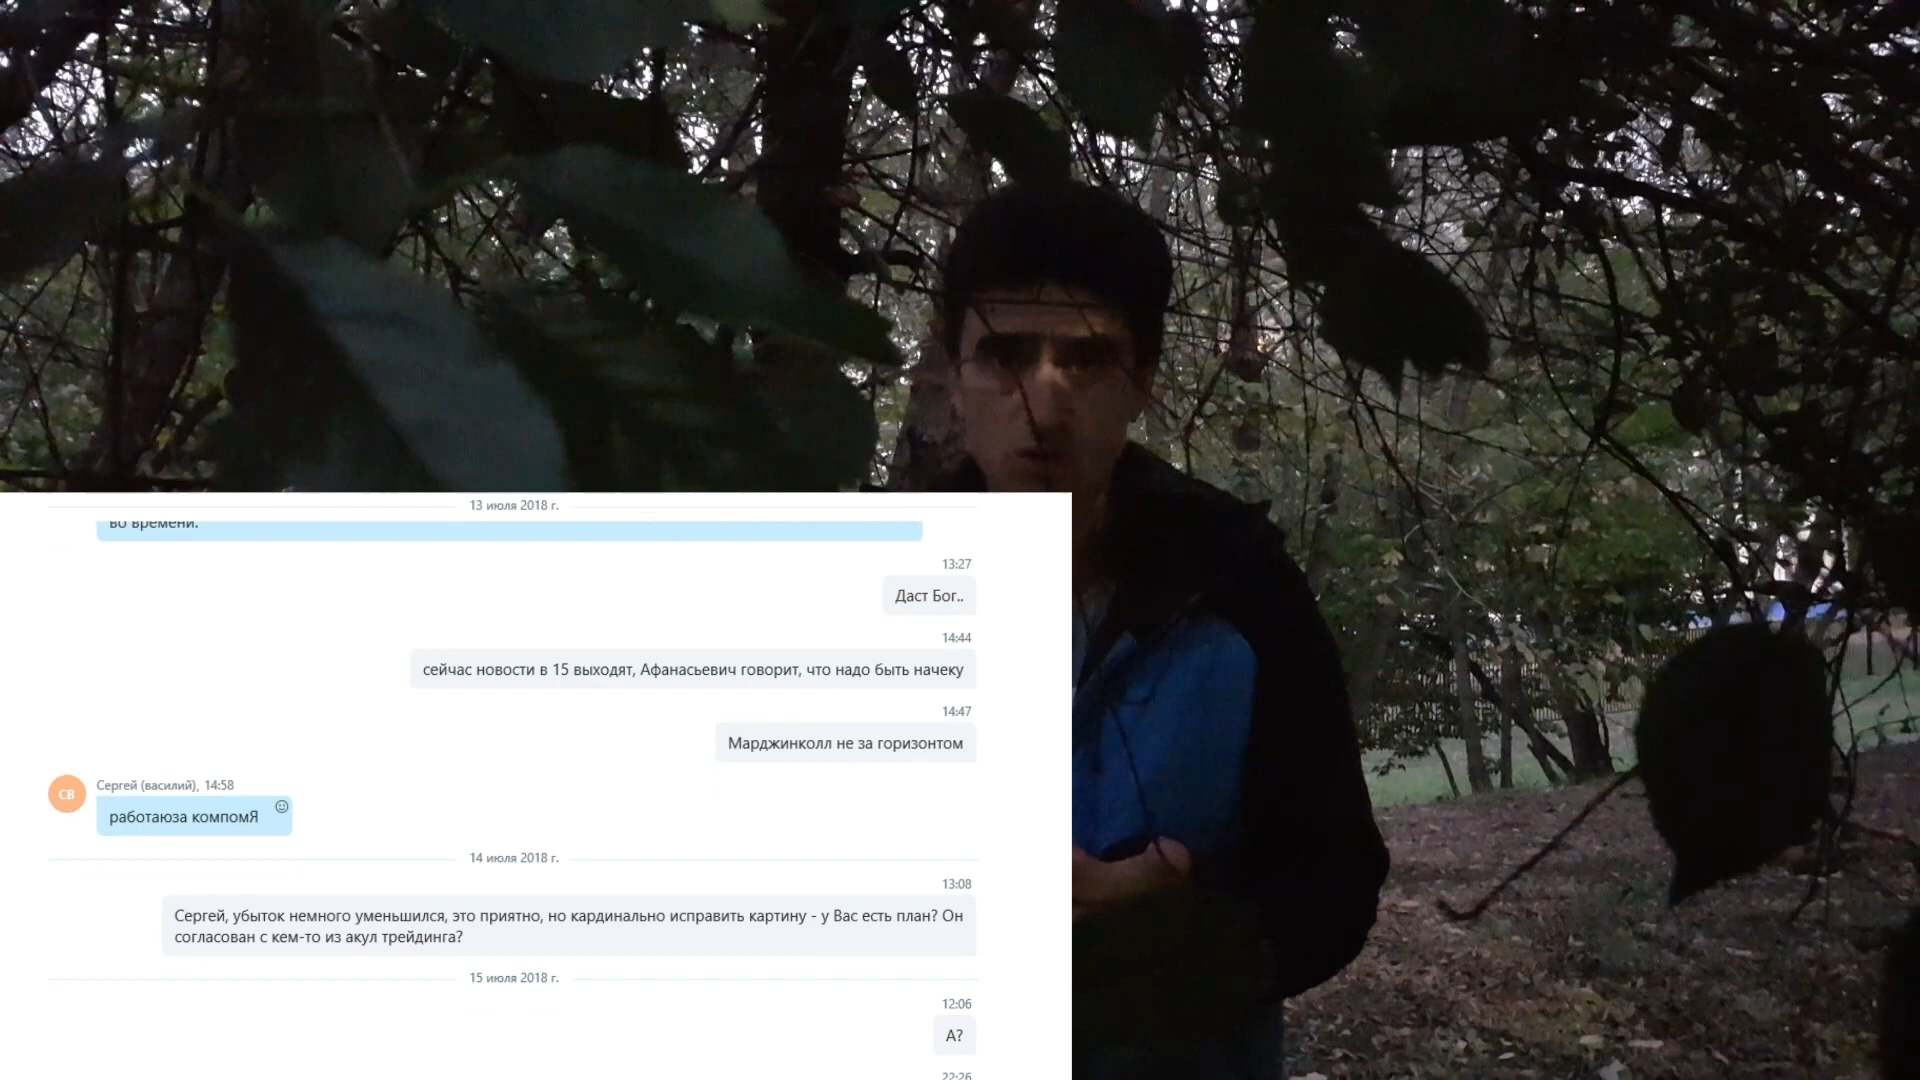 13 июля 2018 г.
во времени.
13:27
Даст Бог..
14:44
сейчас новости в 15 выходят, Афанасьевич говорит, что надо быть начеку
14:47
Марджинколл не за горизонтом
СВ
Сергей (василий), 14:58
работаюза компомЯ
14 июля 2018 г.
13:08
Сергей, убыток немного уменьшился, это приятно, но кардинально исправить картину - у Вас есть план? Он
согласован с кем-то из акул трейдинга?
15 июля 2018 г.
12:06
А?
22:26